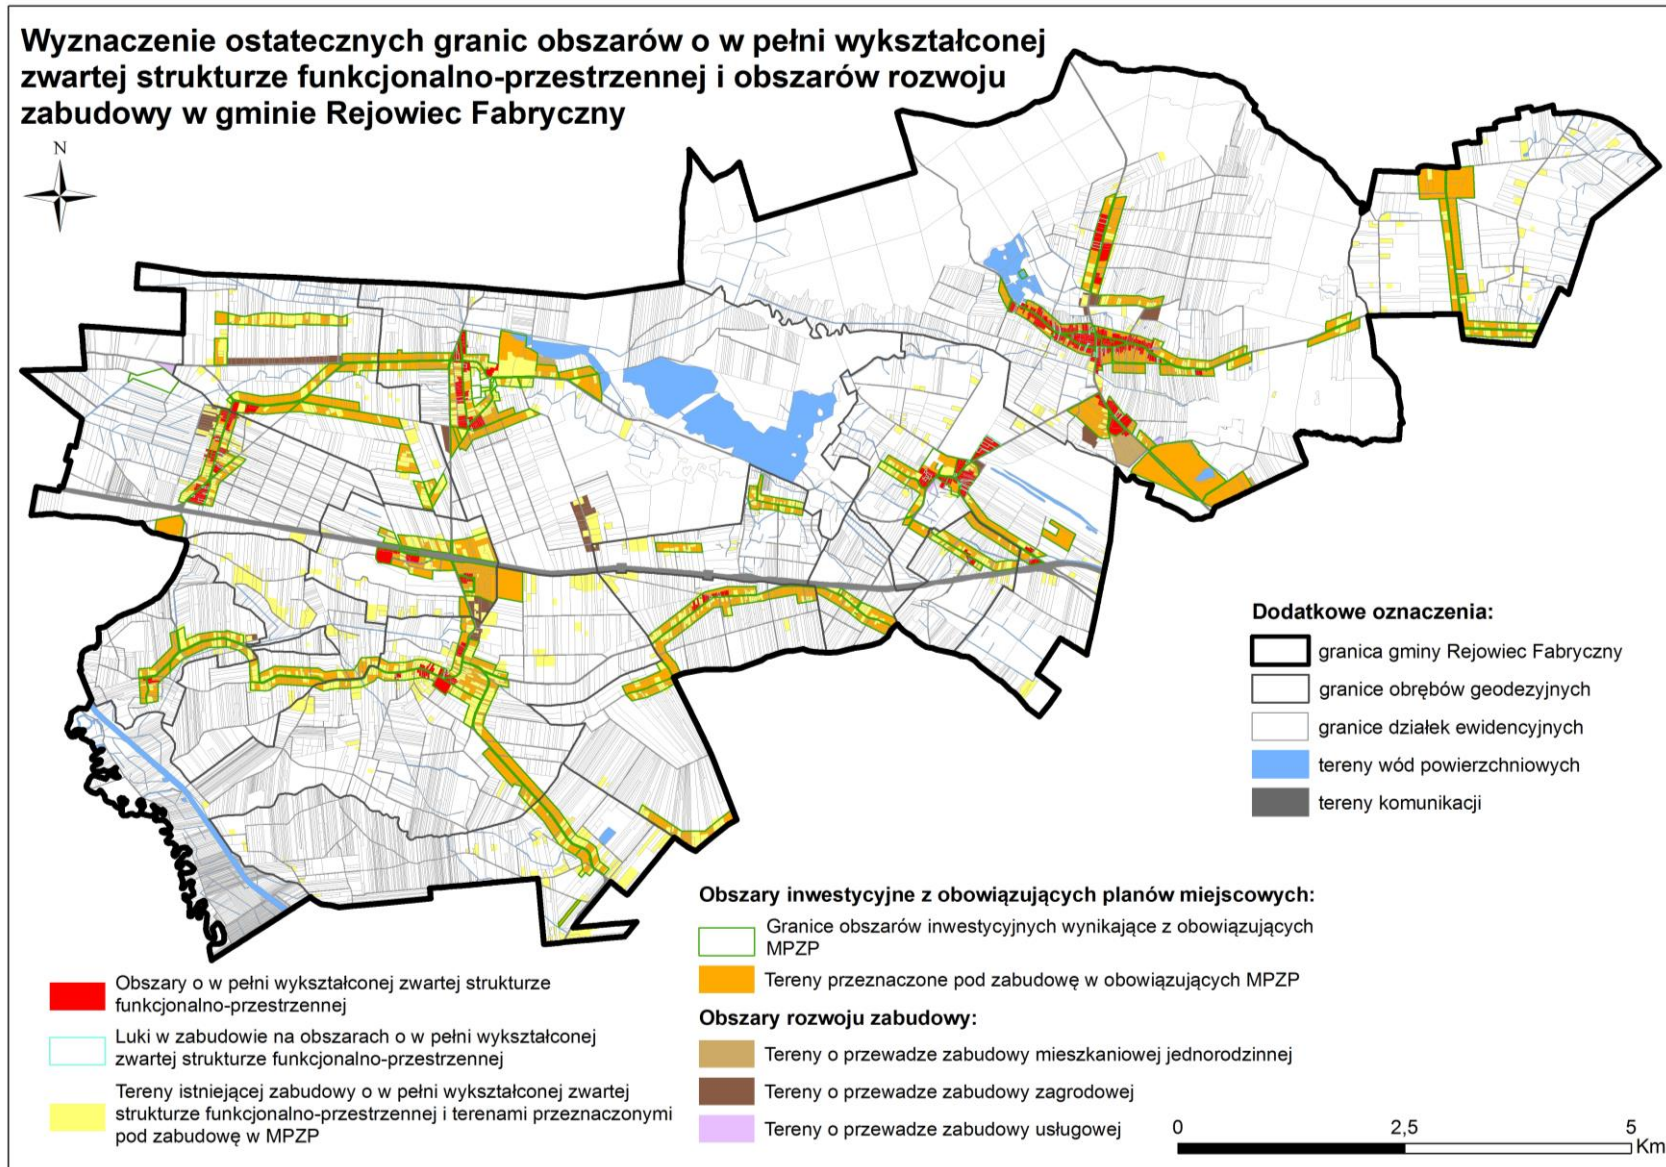 Wyznaczenie ostatecznych granic obszarów o w pełni wykształconej
zwartej strukturze funkcjonalno-przestrzennej i obszarów rozwoju
zabudowy w gminie Rejowiec Fabryczny
N
Dodatkowe oznaczenia:
granica gminy Rejowiec Fabryczny
granice obrębów geodezyjnych
granice działek ewidencyjnych
tereny wód powierzchniowych
tereny komunikacji
Obszary o w pełni wykształconej zwartej strukturze
funkcjonalno-przestrzennej
Luki w zabudowie na obszarach o w pełni wykształconej
zwartej strukturze funkcjonalno-przestrzennej
Tereny istniejącej zabudowy o w pełni wykształconej zwartej
strukturze funkcjonalno-przestrzennej i terenami przeznaczonymi
pod zabudowę w MPZP
Obszary inwestycyjne z obowiązujących planów miejscowych:
Granice obszarów inwestycyjnych wynikające z obowiązujących
MPZP
Tereny przeznaczone pod zabudowę w obowiązujących MPZP
Obszary rozwoju zabudowy:
Tereny o przewadze zabudowy mieszkaniowej jednorodzinnej
Tereny o przewadze zabudowy zagrodowej
Tereny o przewadze zabudowy usługowej
0 2,5 5
Km